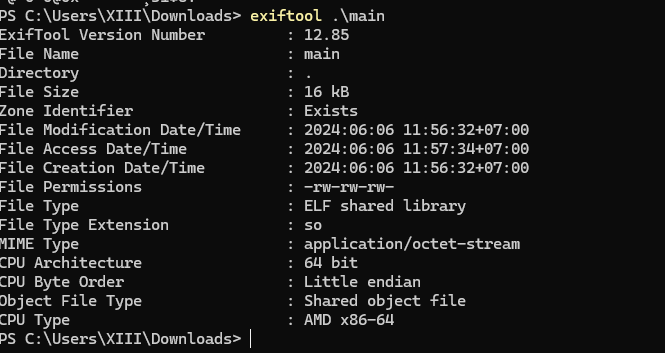 PS C:\Users\XIII\Downloads> exiftool .\main
ExifTool Version Number : 12.85
File Name : main
Directory : .
File Size : 16 kB
Zone Identifier : Exists
File Modification Date/Time : 2024:06:06 11:56:32+07:00
File Access Date/Time : 2024:06:06 11:57:34+07:00
File Creation Date/Time : 2024:06:06 11:56:32+07:00
File Permissions : -rw-rw-rw-
File Type : ELF shared library
File Type Extension : so
MIME Type : application/octet-stream
CPU Architecture : 64 bit
CPU Byte Order : Little endian
Object File Type : Shared object file
CPU Type : AMD x86-64
PS C:\Users\XIII\Downloads>